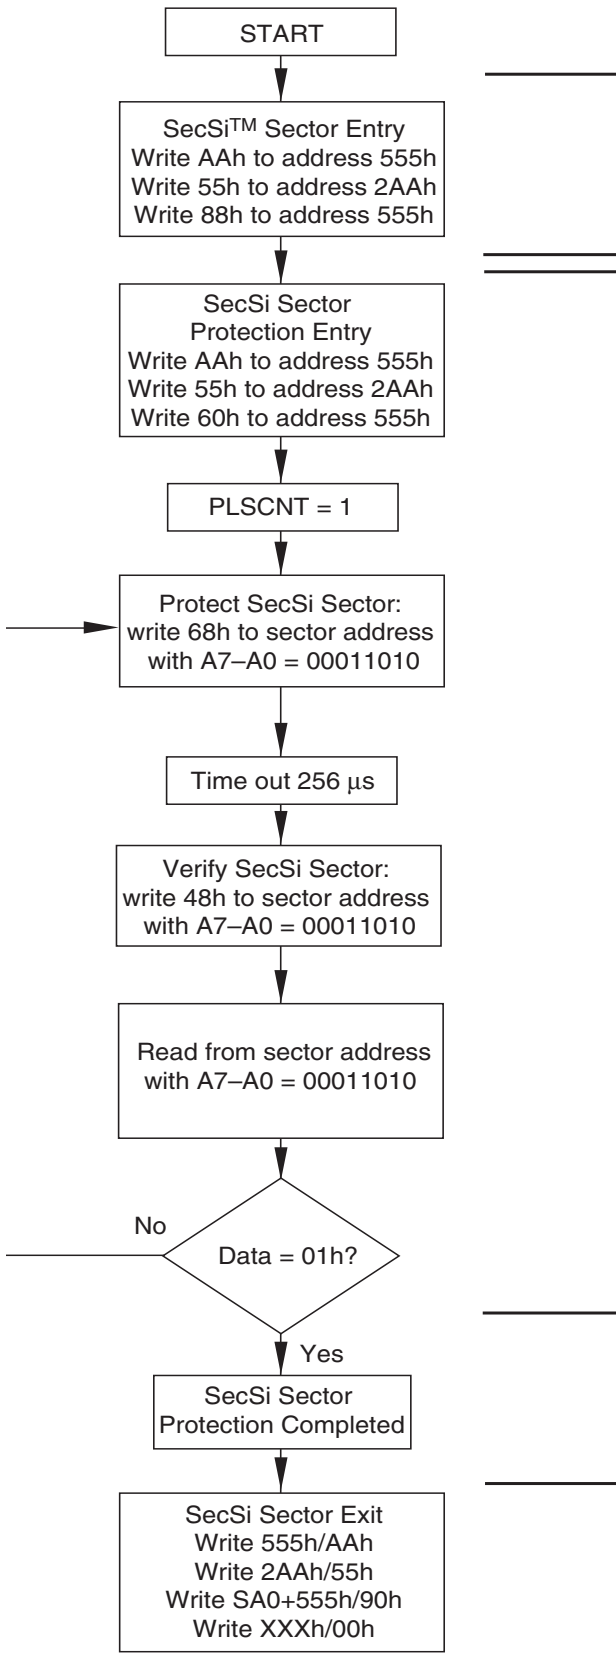 START
SecSi™ Sector Entry
Write AAh to address 555h
Write 55h to address 2AAh
Write 88h to address 555h
SecSi Sector
Protection Entry
Write AAh to address 555h
Write 55h to address 2AAh
Write 60h to address 555h
PLSCNT = 1
Protect SecSi Sector:
write 68h to sector address
with A7–A0 = 00011010
Time out 256 μs
Verify SecSi Sector:
write 48h to sector address
with A7–A0 = 00011010
Read from sector address
with A7–A0 = 00011010
No
Data = 01h?
Yes
SecSi Sector
Protection Completed
SecSi Sector Exit
Write 555h/AAh
Write 2AAh/55h
Write SA0+555h/90h
Write XXXh/00h